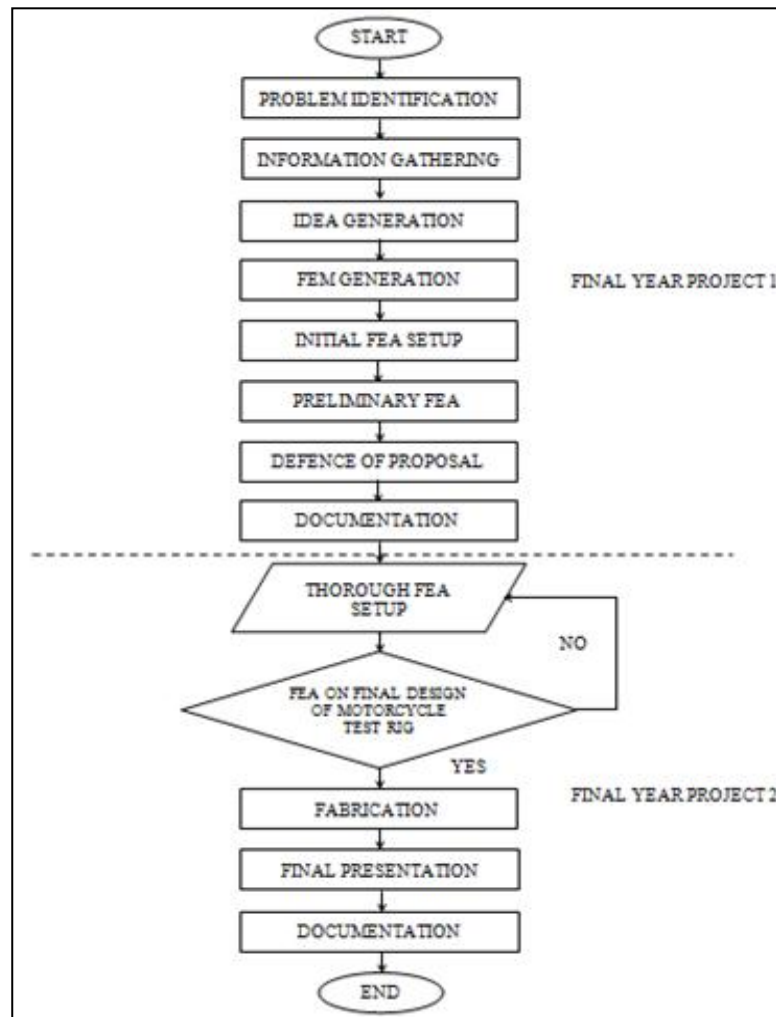 START
PROBLEM IDENTIFICATION
INFORMATION GATHERING
IDEA GENERATION
FEM GENERATION
FINAL YEAR PROJECT 1
INITIAL FEA SETUP
PRELIMINARY FEA
DEFENCE OF PROPOSAL
DOCUMENTATION
THOROUGH FEA
SETUP
NO
FEA ON FINAL DESIGN
OF MOTORCYCLE
TEST RIG
YES
FABRICATION
FINAL YEAR PROJECT 2
FINAL PRESENTATION
DOCUMENTATION
END